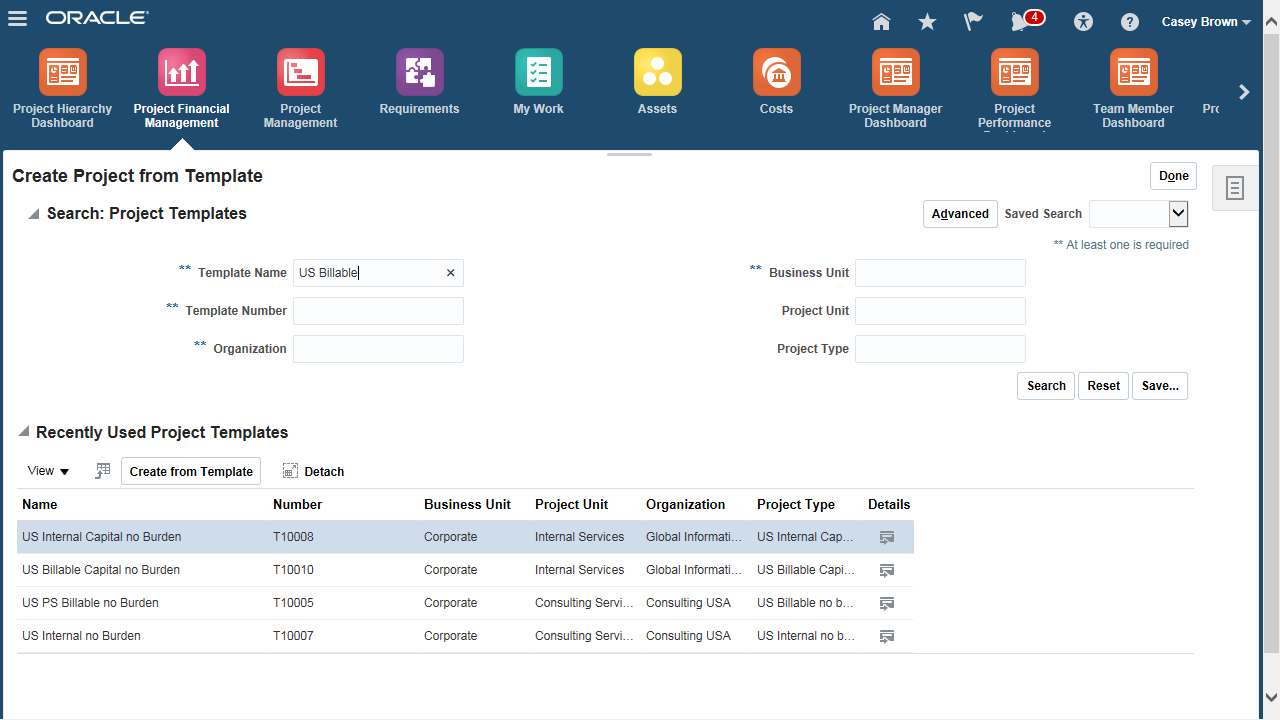 ORACLE
4
Casey Brown
Project Hierarchy
Dashboard
Project Financial
Management
Project
Management
Requirements
My Work
Assets
Costs
Project Manager
Dashboard
Project
Performance
Team Member
Dashboard
Create Project from Template
Done
Search: Project Templates
Advanced
Saved Search
** At least one is required
** Template Name US Billable
** Business Unit
** Template Number
Project Unit
** Organization
Project Type
Search Reset Save...
Recently Used Project Templates
View
Create from Template
Detach
Name Number Business Unit Project Unit Organization Project Type Details
US Internal Capital no Burden T10008 Corporate Internal Services Global Informati... US Internal Cap...
US Billable Capital no Burden T10010 Corporate Internal Services Global Informati... US Billable Capi...
US PS Billable no Burden T10005 Corporate Consulting Servi... Consulting USA US Billable no b...
US Internal no Burden T10007 Corporate Consulting Servi... Consulting USA US Internal no b...